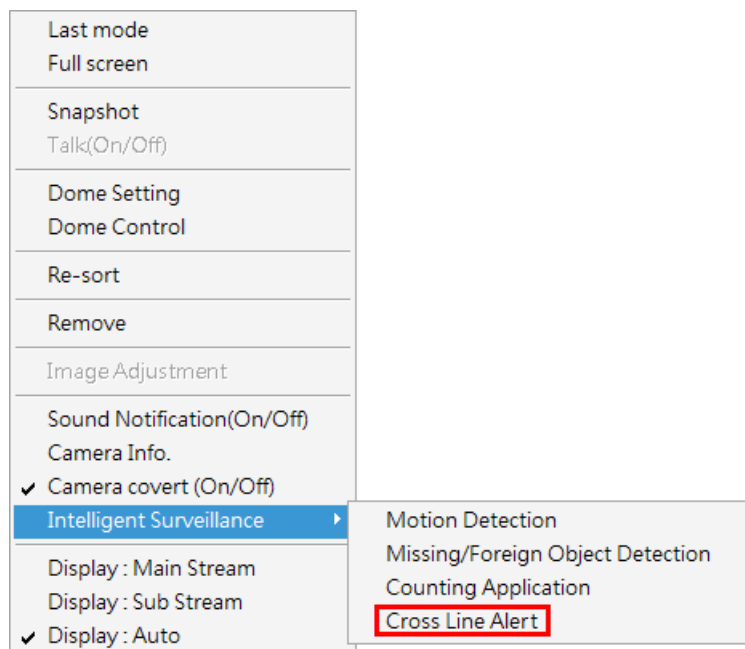 Last mode
Full screen
Snapshot
Talk(On/Off)
Dome Setting
Dome Control
Re-sort
Remove
Image Adjustment
Sound Notification(On/Off)
Camera Info.
Camera covert (On/Off)
Intelligent Surveillance
Display : Main Stream
Display : Sub Stream
Display : Auto
Motion Detection
Missing/Foreign Object Detection
Counting Application
Cross Line Alert